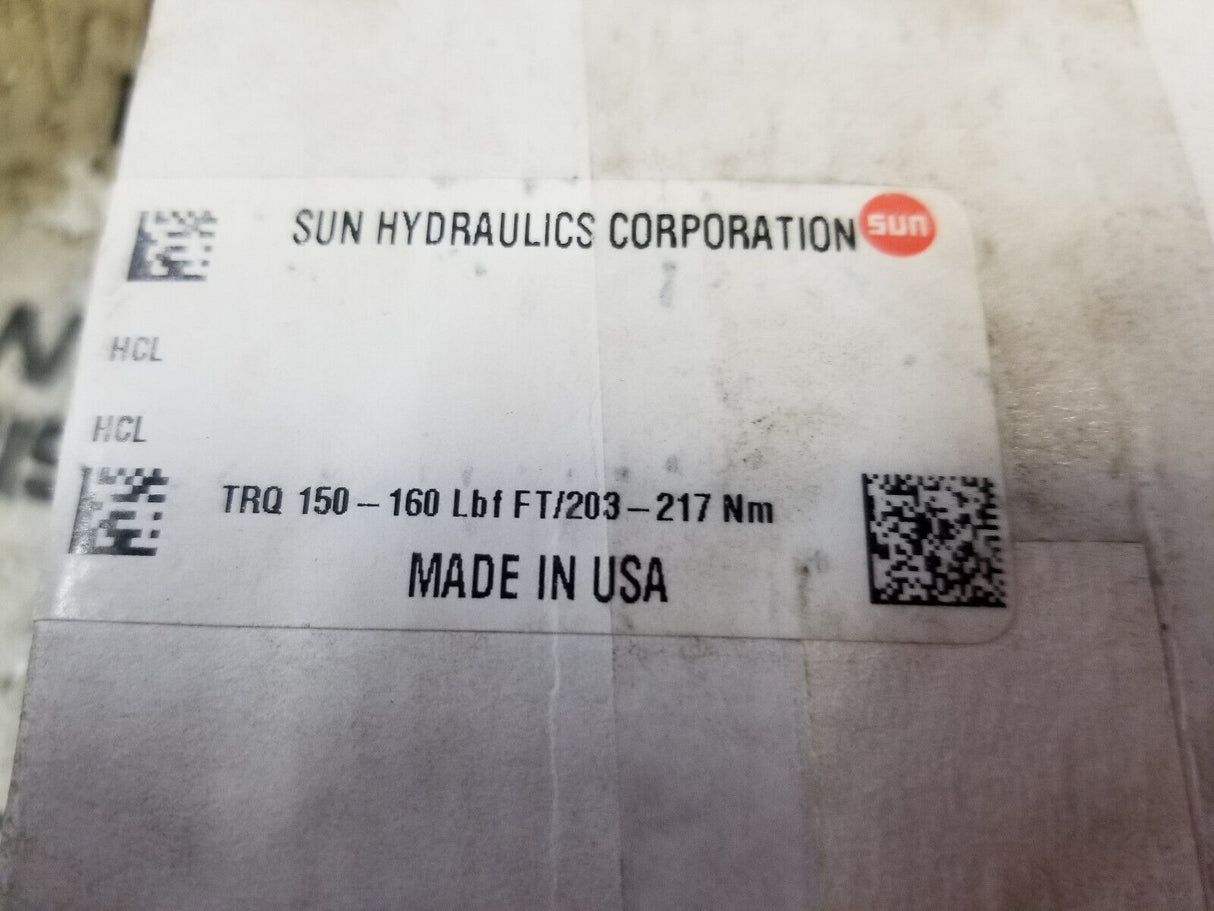 SUN HYDRAULICS CORPORATION
sun
HCL
HCL
TRQ 150 – 160 Lbf FT/203 – 217 Nm
MADE IN USA